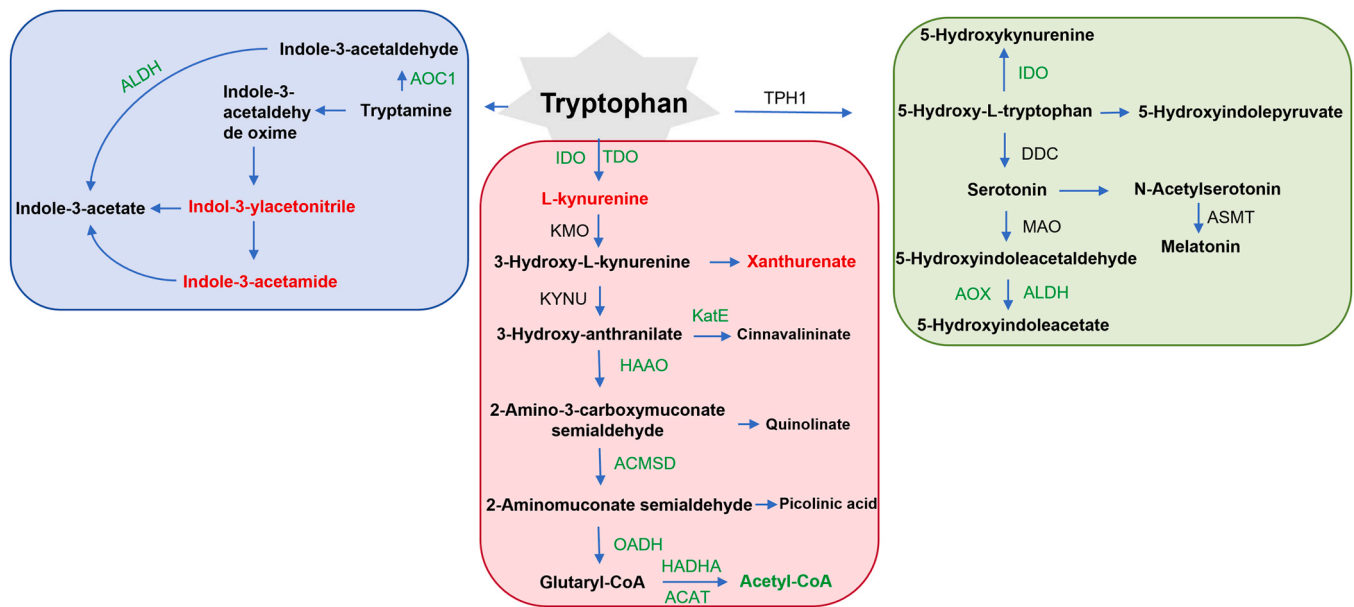 Indole-3-acetaldehyde
ALDH
AOC1
Indole-3-
acetaldehy
de oxime
Tryptamine
Indole-3-acetate
Indol-3-ylacetonitrile
Indole-3-acetamide
Tryptophan
TPH1
IDO
TDO
L-kynurenine
KMO
3-Hydroxy-L-kynurenine
Xanthurenate
KYNU
KatE
3-Hydroxy-anthranilate
Cinnavalininate
HAAO
2-Amino-3-carboxymuconate
semialdehyde
Quinolinate
ACMSD
2-Aminomuconate semialdehyde
Picolinic acid
OADH
HADHA
Glutaryl-CoA
Acetyl-CoA
ACAT
5-Hydroxykynurenine
IDO
5-Hydroxy-L-tryptophan
5-Hydroxyindolepyruvate
DDC
Serotonin
N-Acetylserotonin
MAO
ASMT
Melatonin
5-Hydroxyindoleacetaldehyde
AOX
ALDH
5-Hydroxyindoleacetate